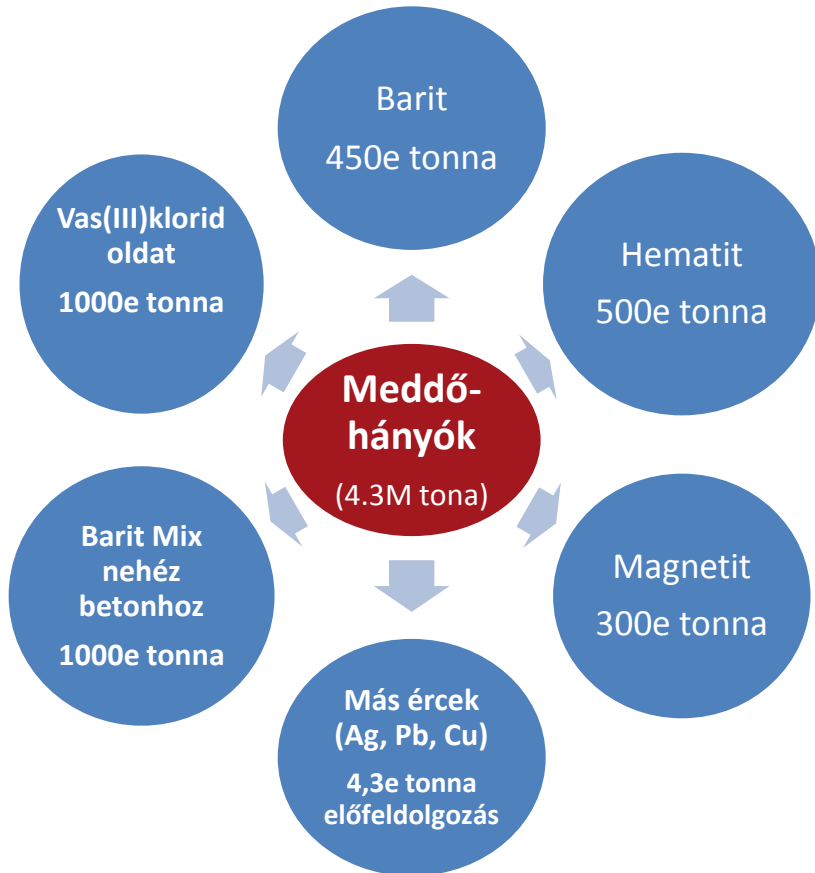 Barit
450e tonna
Hematit
500e tonna
Magnetit
300e tonna
Más ércek
(Ag, Pb, Cu)
4,3e tonna
előfeldolgozás
Barit Mix
nehéz
betonhoz
1000e tonna
Vas(III)klorid
oldat
1000e tonna
Meddő-
hányók
(4.3M tona)